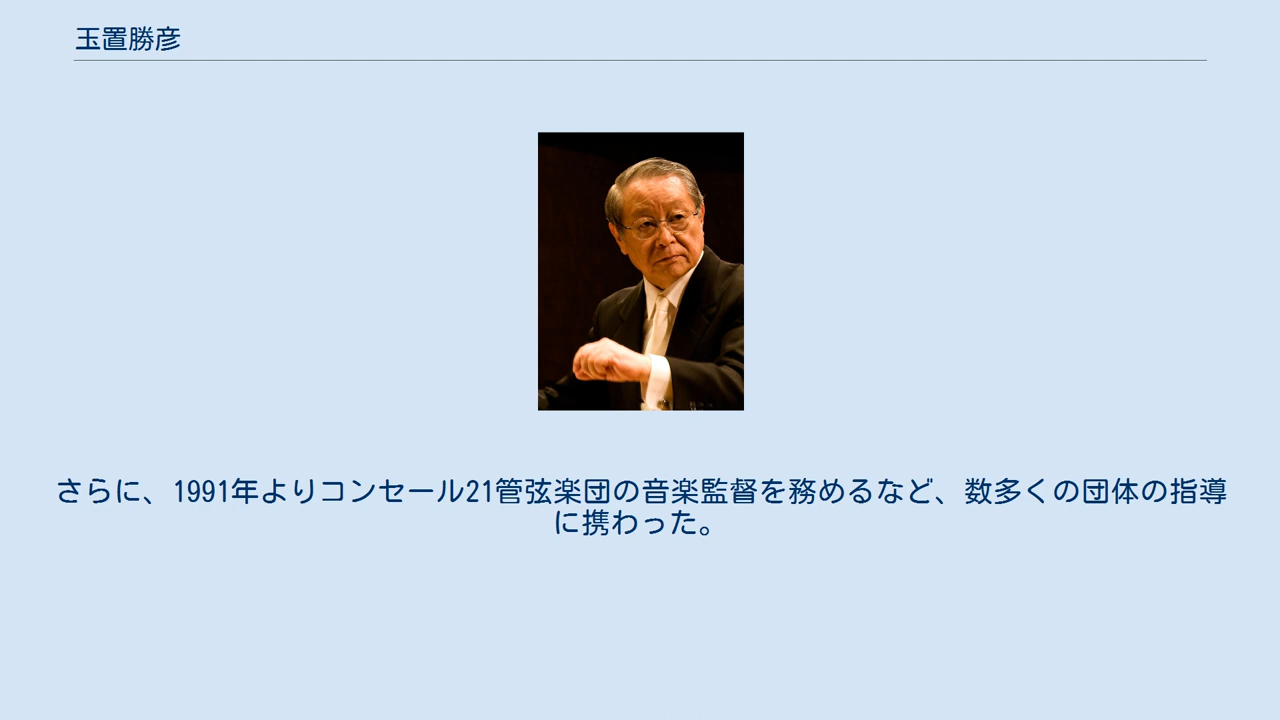 玉置勝彦
さらに、1991年よりコンセール21管弦楽団の音楽監督を務めるなど、数多くの団体の指導
に携わった。